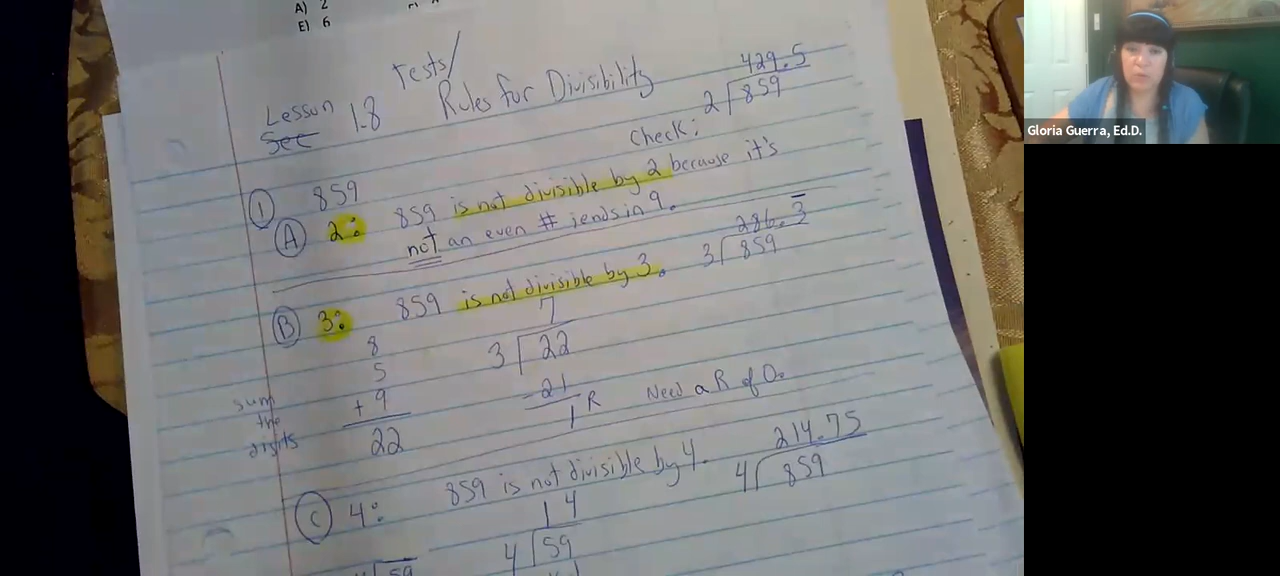 A) 2
E) 6
Tests/
Lesson 1.8 Rules for Divisibility
Sec
Check: 2 859 429.5
① 859
Ⓐ 2: 859 is not divisible by 2 because it's
not an even #; ends in 9.
Ⓑ 3: 859 is not divisible by 3. 3 859 286.3
8
5
+ 9
22
sum
the
digits
7
3 22
-21
1 R Need a R of 0.
Ⓒ 4: 859 is not divisible by 4. 4 859 214.75
14
4 59
59
Gloria Guerra, Ed.D.